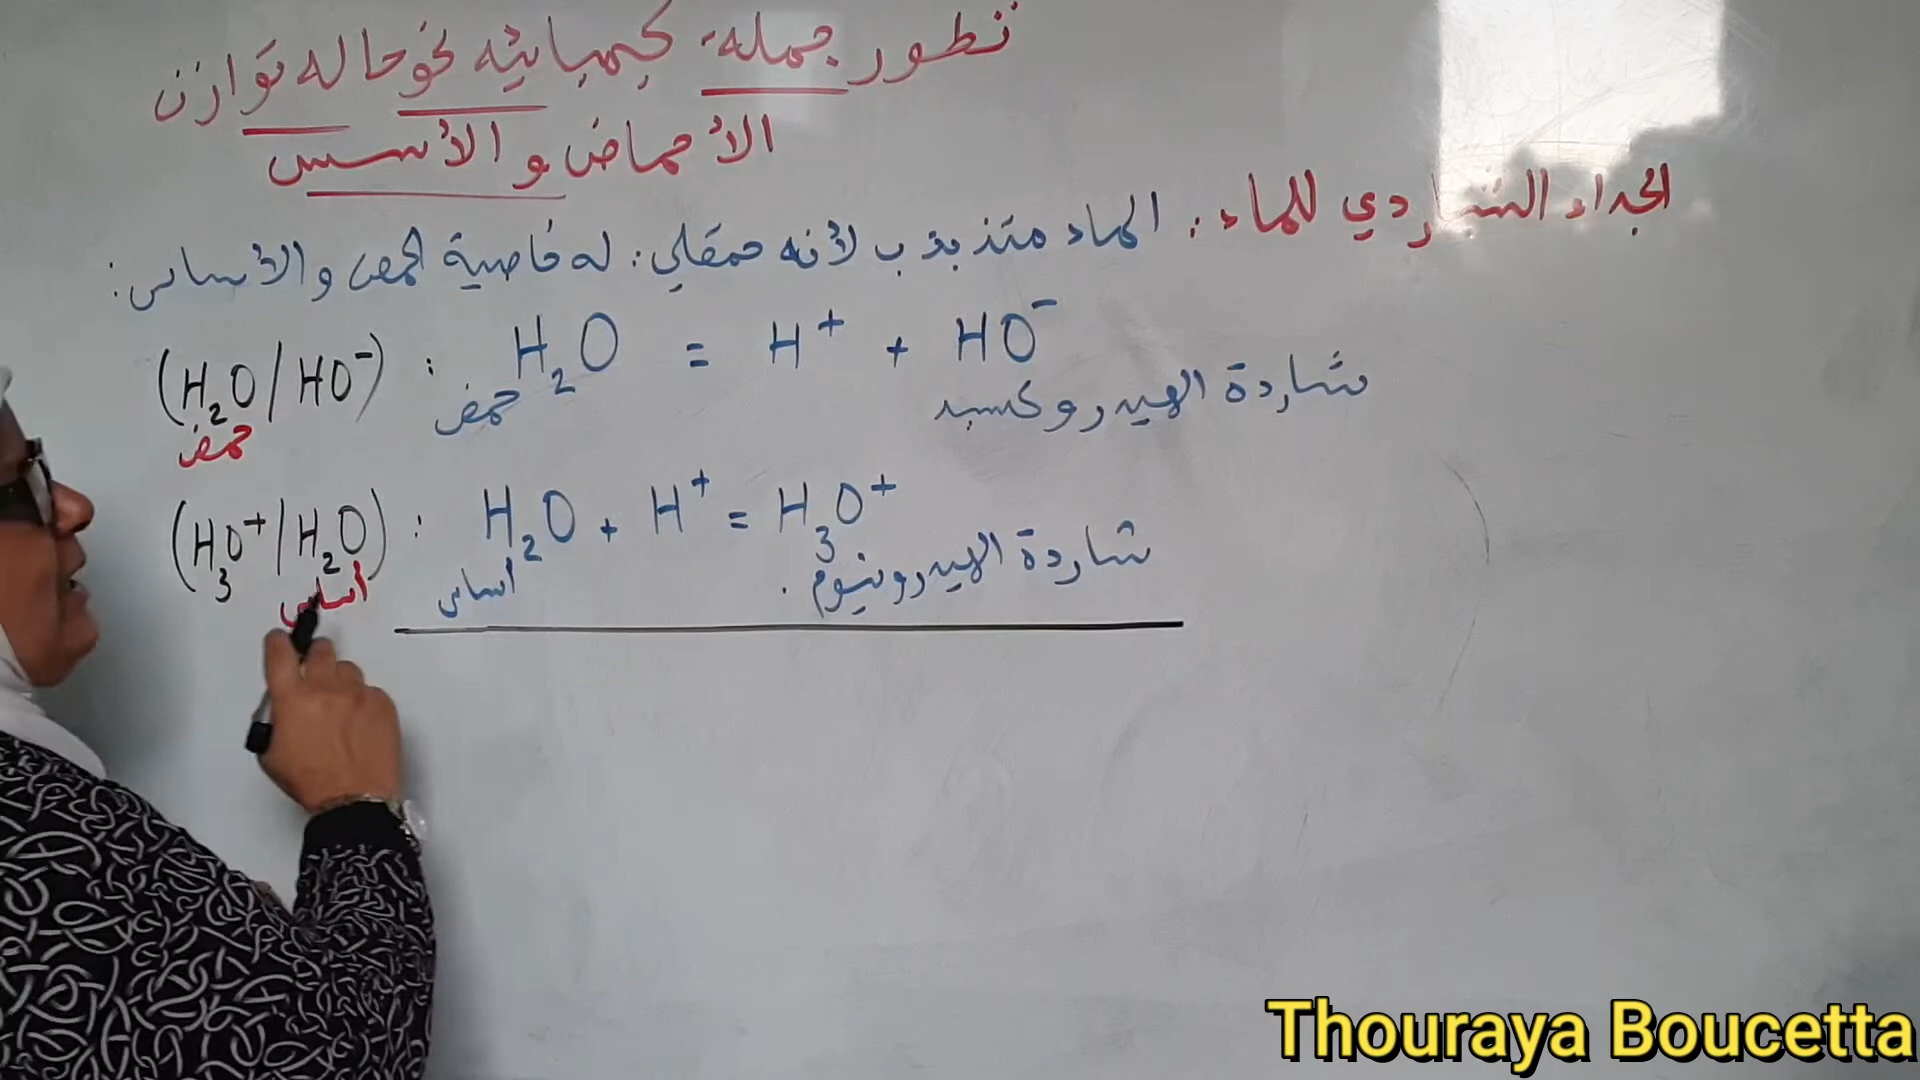 تطور جملة كيميائية نحو حالة توازن
الأحماض و الأسس
الجداء الشاردي للماء : الماء متذبذب لأنه حمقلي : له خاصية الحمض و الأساس :
(H₂O / HO⁻) : H₂O = H⁺ + HO⁻
حمض حمض شاردة الهيدروكسيد
(H₃O⁺ / H₂O) : H₂O + H⁺ = H₃O⁺
أساس أساس شاردة الهيدرونيوم .
Thouraya Boucetta